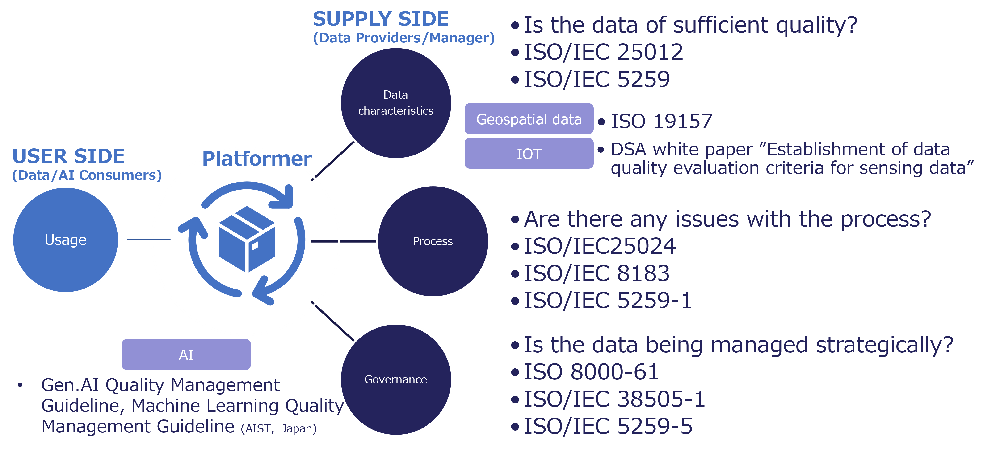 SUPPLY SIDE
(Data Providers/Manager)
Data
characteristics
•Is the data of sufficient quality?
•ISO/IEC 25012
•ISO/IEC 5259
Geospatial data
• ISO 19157
IOT
• DSA white paper ″Establishment of data
quality evaluation criteria for sensing data″
USER SIDE
(Data/AI Consumers)
Usage
Platformer
Process
•Are there any issues with the process?
•ISO/IEC25024
•ISO/IEC 8183
•ISO/IEC 5259-1
AI
• Gen.AI Quality Management
Guideline, Machine Learning Quality
Management Guideline (AIST, Japan)
Governance
•Is the data being managed strategically?
•ISO 8000-61
•ISO/IEC 38505-1
•ISO/IEC 5259-5